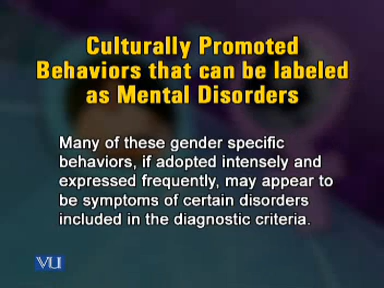 Culturally Promoted
Behaviors that can be labeled
as Mental Disorders
Many of these gender specific
behaviors, if adopted intensely and
expressed frequently, may appear to
be symptoms of certain disorders
included in the diagnostic criteria.
VU